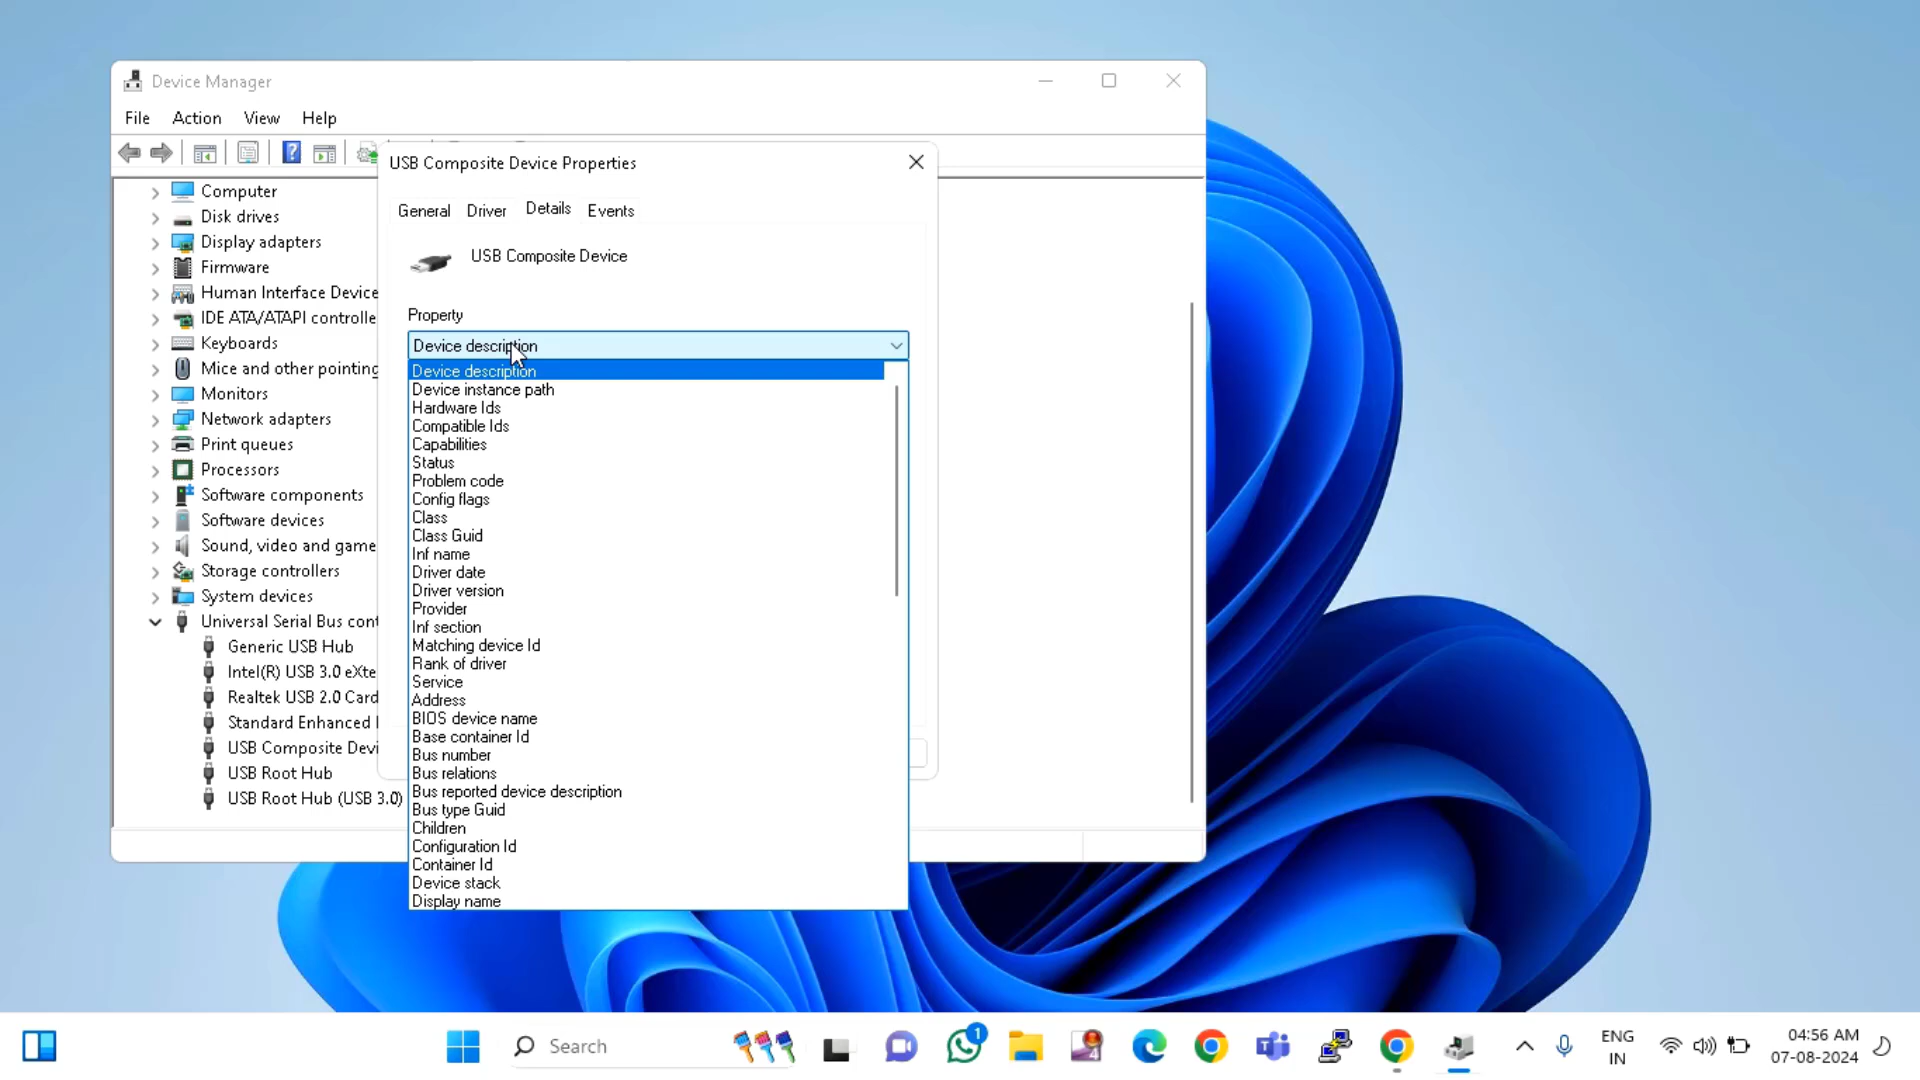 Device Manager
File Action View Help
USB Composite Device Properties
General Driver Details Events
USB Composite Device
Property
Device description
Device description
Device instance path
Hardware Ids
Compatible Ids
Capabilities
Status
Problem code
Config flags
Class
Class Guid
Inf name
Driver date
Driver version
Provider
Inf section
Matching device Id
Rank of driver
Service
Address
BIOS device name
Base container Id
Bus number
Bus relations
Bus reported device description
Bus type Guid
Children
Configuration Id
Container Id
Device stack
Display name
Computer
Disk drives
Display adapters
Firmware
Human Interface Device
IDE ATA/ATAPI controlle
Keyboards
Mice and other pointing
Monitors
Network adapters
Print queues
Processors
Software components
Software devices
Sound, video and game
Storage controllers
System devices
Universal Serial Bus cont
Generic USB Hub
Intel(R) USB 3.0 eXte
Realtek USB 2.0 Card
Standard Enhanced
USB Composite Devi
USB Root Hub
USB Root Hub (USB 3.0)
Search
1
4
ENG
IN
04:56 AM
07-08-2024